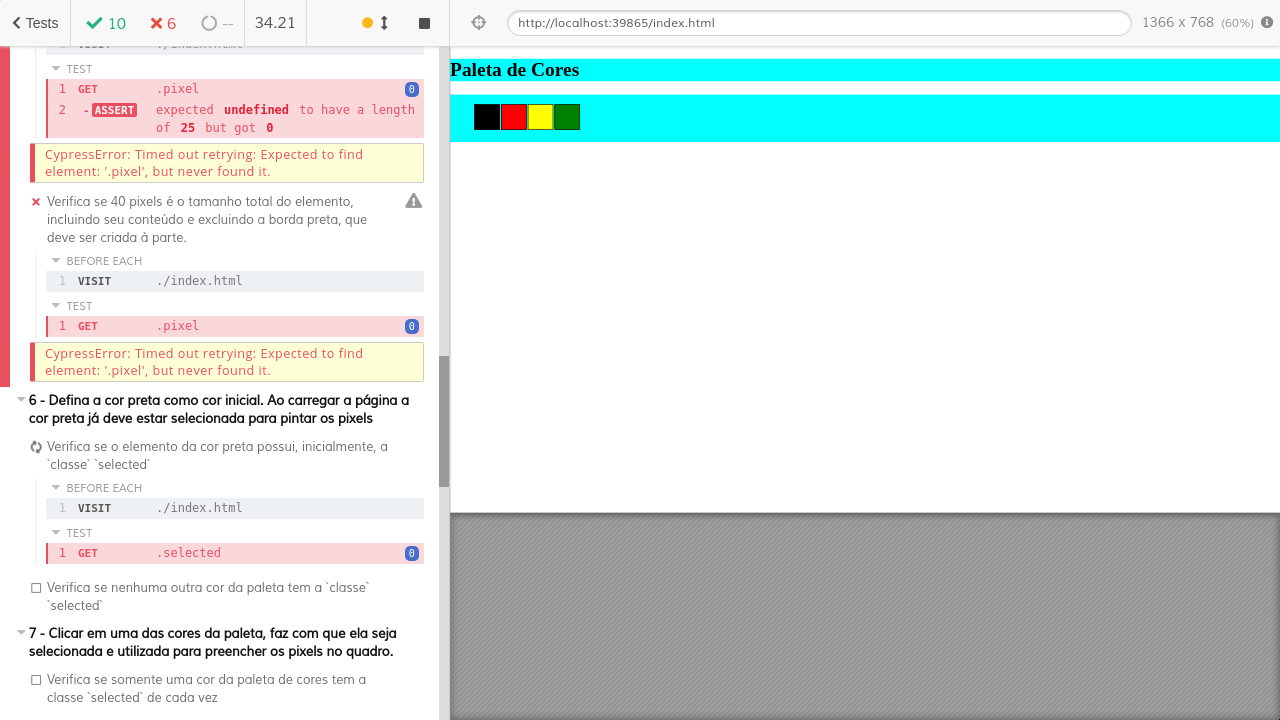 Tests 10 6 -- 34.21
http://localhost:39865/index.html 1366 x 768 (60%)
TEST
1 GET .pixel 0
2 -ASSERT expected undefined to have a length
of 25 but got 0
CypressError: Timed out retrying: Expected to find
element: '.pixel', but never found it.
Verifica se 40 pixels é o tamanho total do elemento,
incluindo seu conteúdo e excluindo a borda preta, que
deve ser criada à parte.
BEFORE EACH
1 VISIT ./index.html
TEST
1 GET .pixel 0
CypressError: Timed out retrying: Expected to find
element: '.pixel', but never found it.
6 - Defina a cor preta como cor inicial. Ao carregar a página a
cor preta já deve estar selecionada para pintar os pixels
Verifica se o elemento da cor preta possui, inicialmente, a
`classe` `selected`
BEFORE EACH
1 VISIT ./index.html
TEST
1 GET .selected 0
Verifica se nenhuma outra cor da paleta tem a `classe`
`selected`
7 - Clicar em uma das cores da paleta, faz com que ela seja
selecionada e utilizada para preencher os pixels no quadro.
Verifica se somente uma cor da paleta de cores tem a
classe `selected` de cada vez
Paleta de Cores